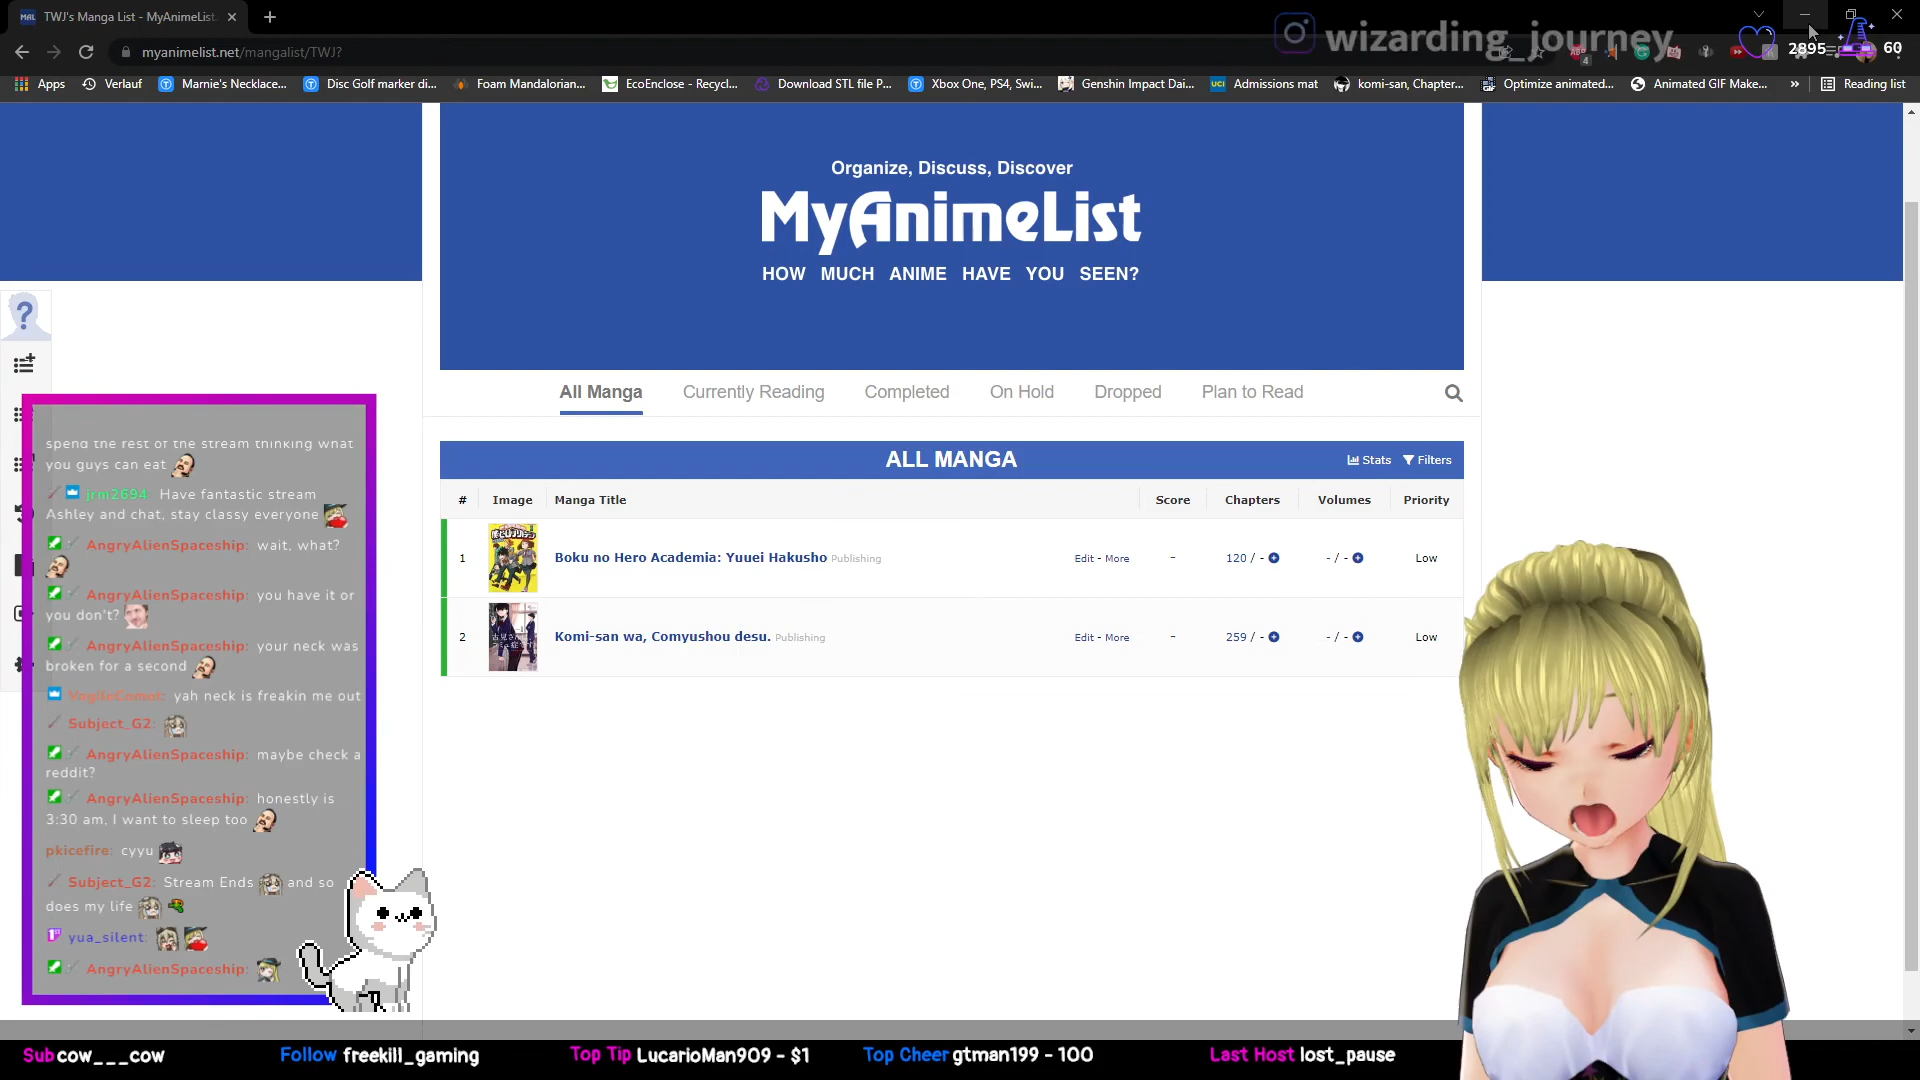 TWJ's Manga List - MyAnimeList
myanimelist.net/mangalist/TWJ?
wizarding_journey
2895
60
Apps
Verlauf
Marnie's Necklace...
Disc Golf marker di...
Foam Mandalorian...
EcoEnclose - Recycl...
Download STL file P...
Xbox One, PS4, Swi...
Genshin Impact Dai...
UCI
Admissions mat
komi-san, Chapter...
Optimize animated...
Animated GIF Make...
»
Reading list
Organize, Discuss, Discover
MyAnimeList
HOW MUCH ANIME HAVE YOU SEEN?
All Manga
Currently Reading
Completed
On Hold
Dropped
Plan to Read
ALL MANGA
Stats
Filters
# Image Manga Title Score Chapters Volumes Priority
1 Boku no Hero Academia: Yuuei Hakusho Publishing Edit - More - 120 / - - / - Low
2 Komi-san wa, Comyushou desu. Publishing Edit - More - 259 / - - / - Low
spend the rest of the stream thinking what
you guys can eat
jrm2694: Have fantastic stream
Ashley and chat, stay classy everyone
AngryAlienSpaceship: wait, what?
AngryAlienSpaceship: you have it or
you don't?
AngryAlienSpaceship: your neck was
broken for a second
yah neck is freakin me out
Subject_G2:
AngryAlienSpaceship: maybe check a
reddit?
AngryAlienSpaceship: honestly is
3:30 am, I want to sleep too
pkicefire: cyyu
Subject_G2: Stream Ends and so
does my life
yua_silent:
AngryAlienSpaceship:
Sub cow___cow
Follow freekill_gaming
Top Tip LucarioMan909 - $1
Top Cheer gtman199 - 100
Last Host lost_pause